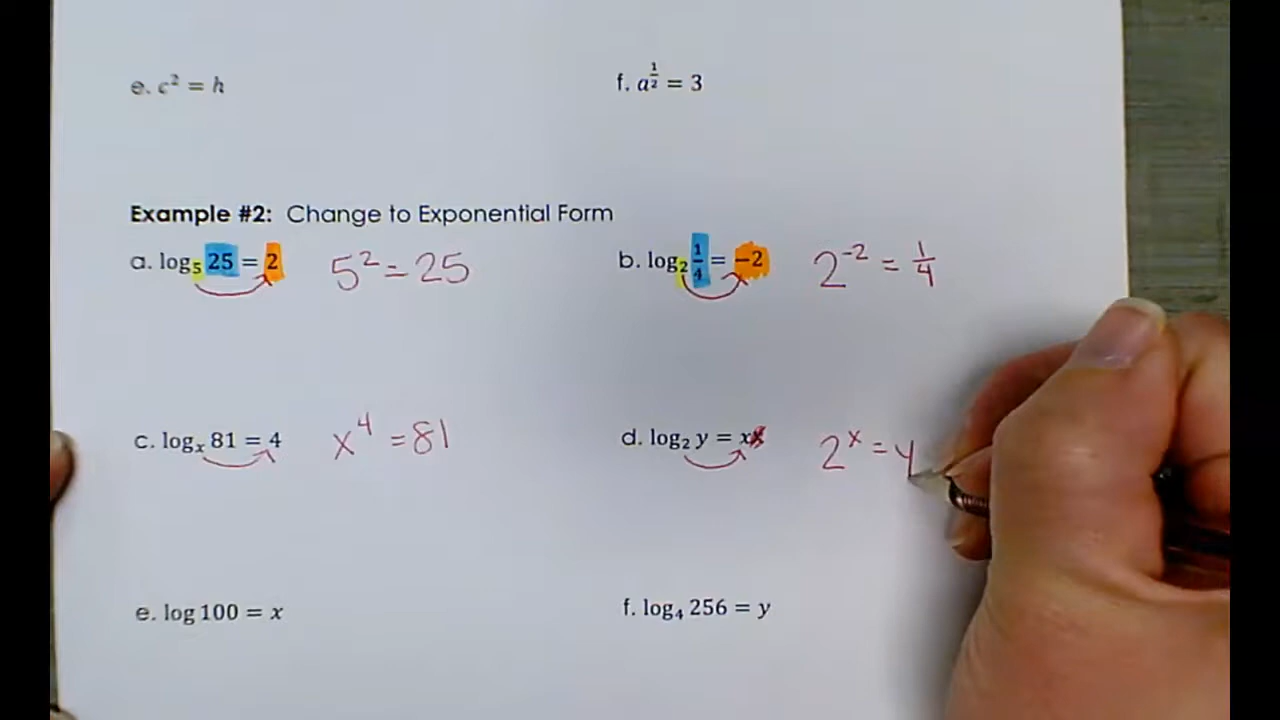 e. c² = h
f. a^½ = 3
Example #2: Change to Exponential Form
a. log₅ 25 = 2 5² = 25
b. log₂ ¼ = −2 2⁻² = ¼
c. logₓ 81 = 4 x⁴ = 81
d. log₂ y = xx 2ˣ = y
e. log 100 = x
f. log₄ 256 = y